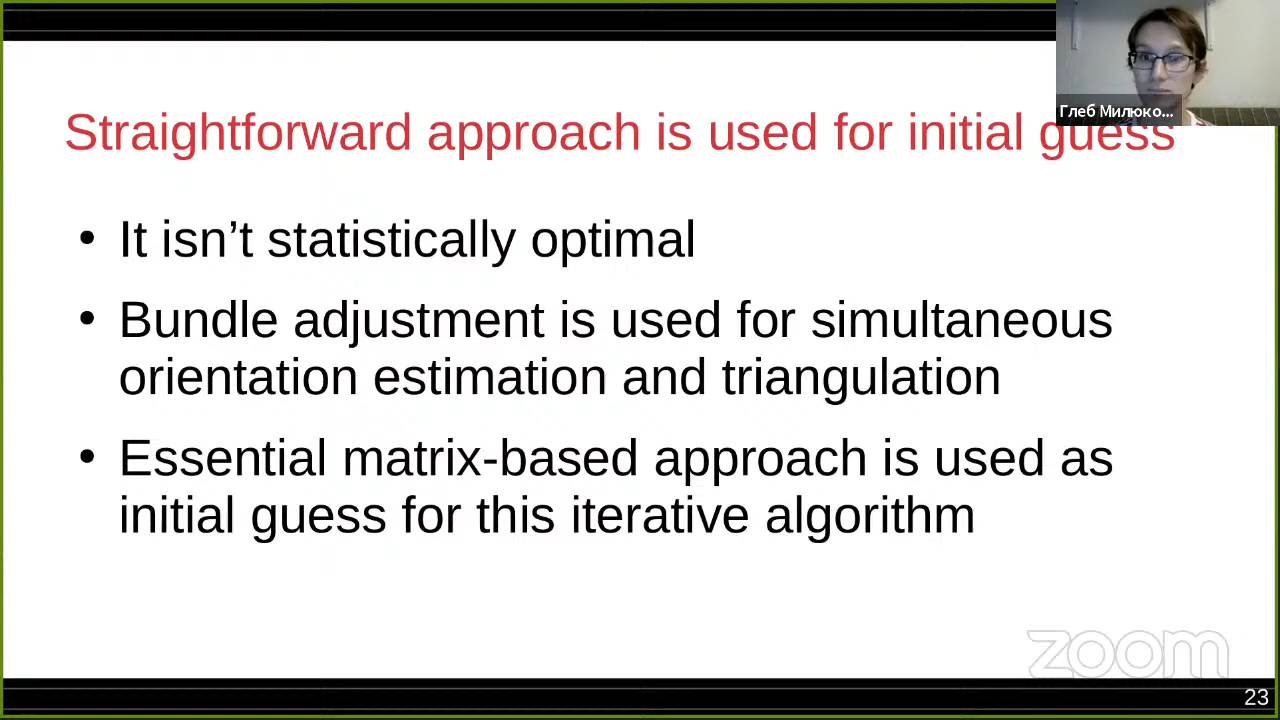 Глеб Милюко...
Straightforward approach is used for initial guess
• It isn’t statistically optimal
• Bundle adjustment is used for simultaneous
orientation estimation and triangulation
• Essential matrix-based approach is used as
initial guess for this iterative algorithm
zoom
23